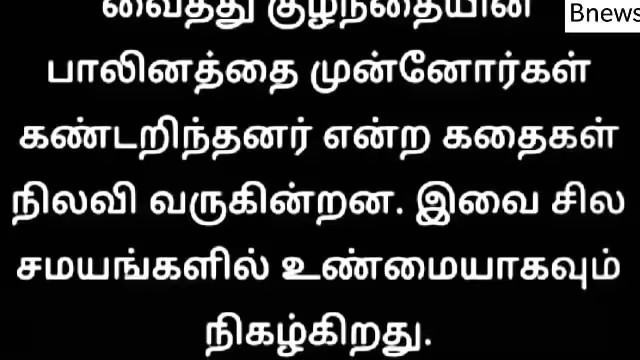 வைத்து குழந்தையின்
Bnews
பாலினத்தை முன்னோர்கள்
கண்டறிந்தனர் என்ற கதைகள்
நிலவி வருகின்றன. இவை சில
சமயங்களில் உண்மையாகவும்
நிகழ்கிறது.